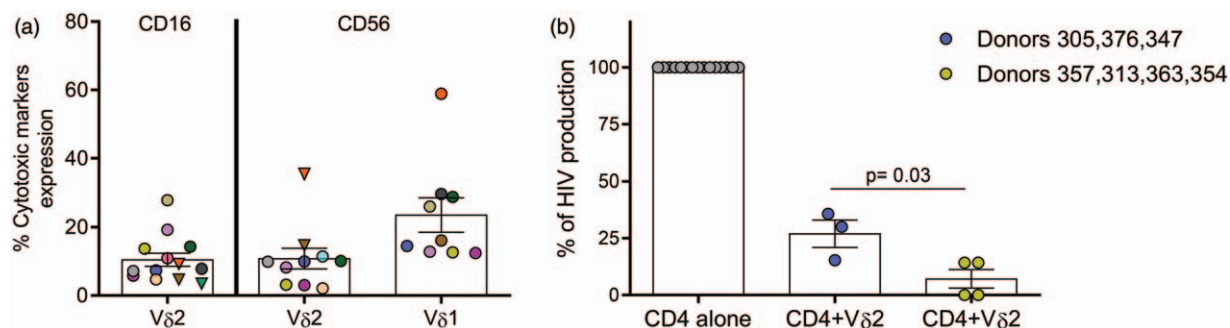 (a)
CD16
CD56
% Cytotoxic markers
expression
80
60
40
20
0
Vδ2
Vδ2
Vδ1
(b)
Donors 305,376,347
Donors 357,313,363,354
% of HIV production
100
75
50
25
0
p= 0.03
CD4 alone
CD4+Vδ2
CD4+Vδ2